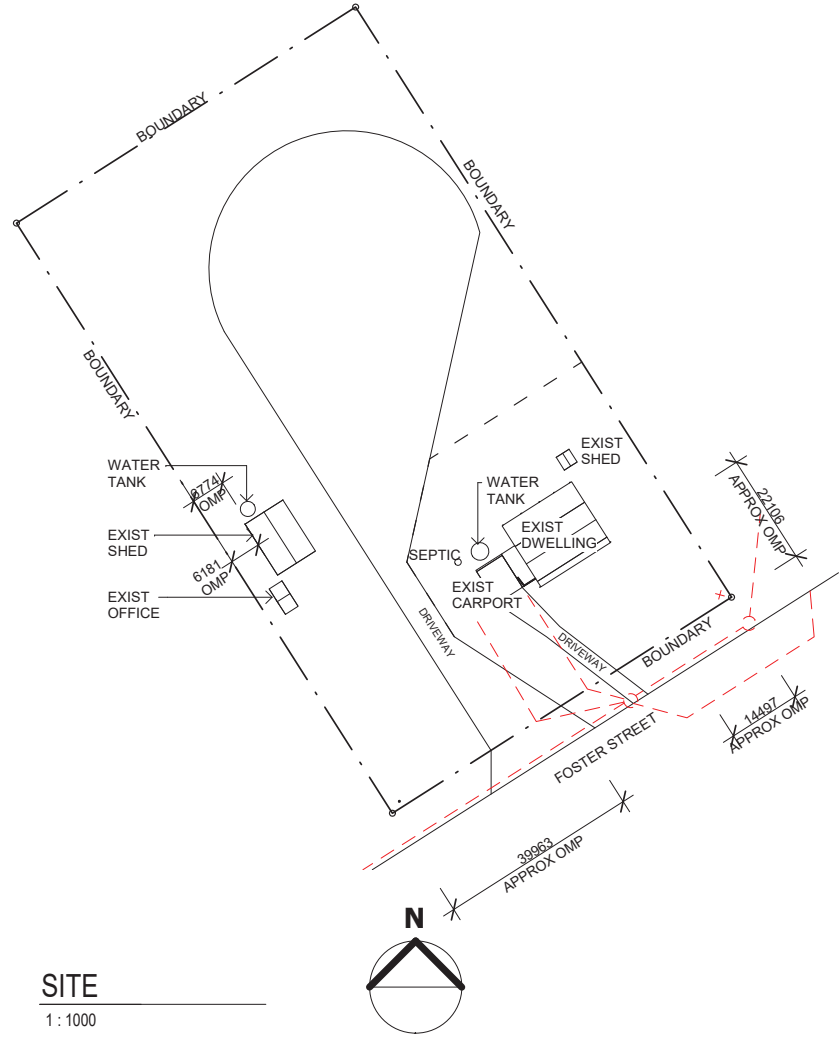 BOUNDARY
BOUNDARY
BOUNDARY
EXIST
SHED
WATER
TANK
6774
OMP
WATER
TANK
22106
APPROX OMP
EXIST
SHED
EXIST
DWELLING
SEPTIC
6181
OMP
EXIST
CARPORT
EXIST
OFFICE
DRIVEWAY
DRIVEWAY
BOUNDARY
FOSTER STREET
14497
APPROX OMP
39963
APPROX OMP
N
SITE
1 : 1000